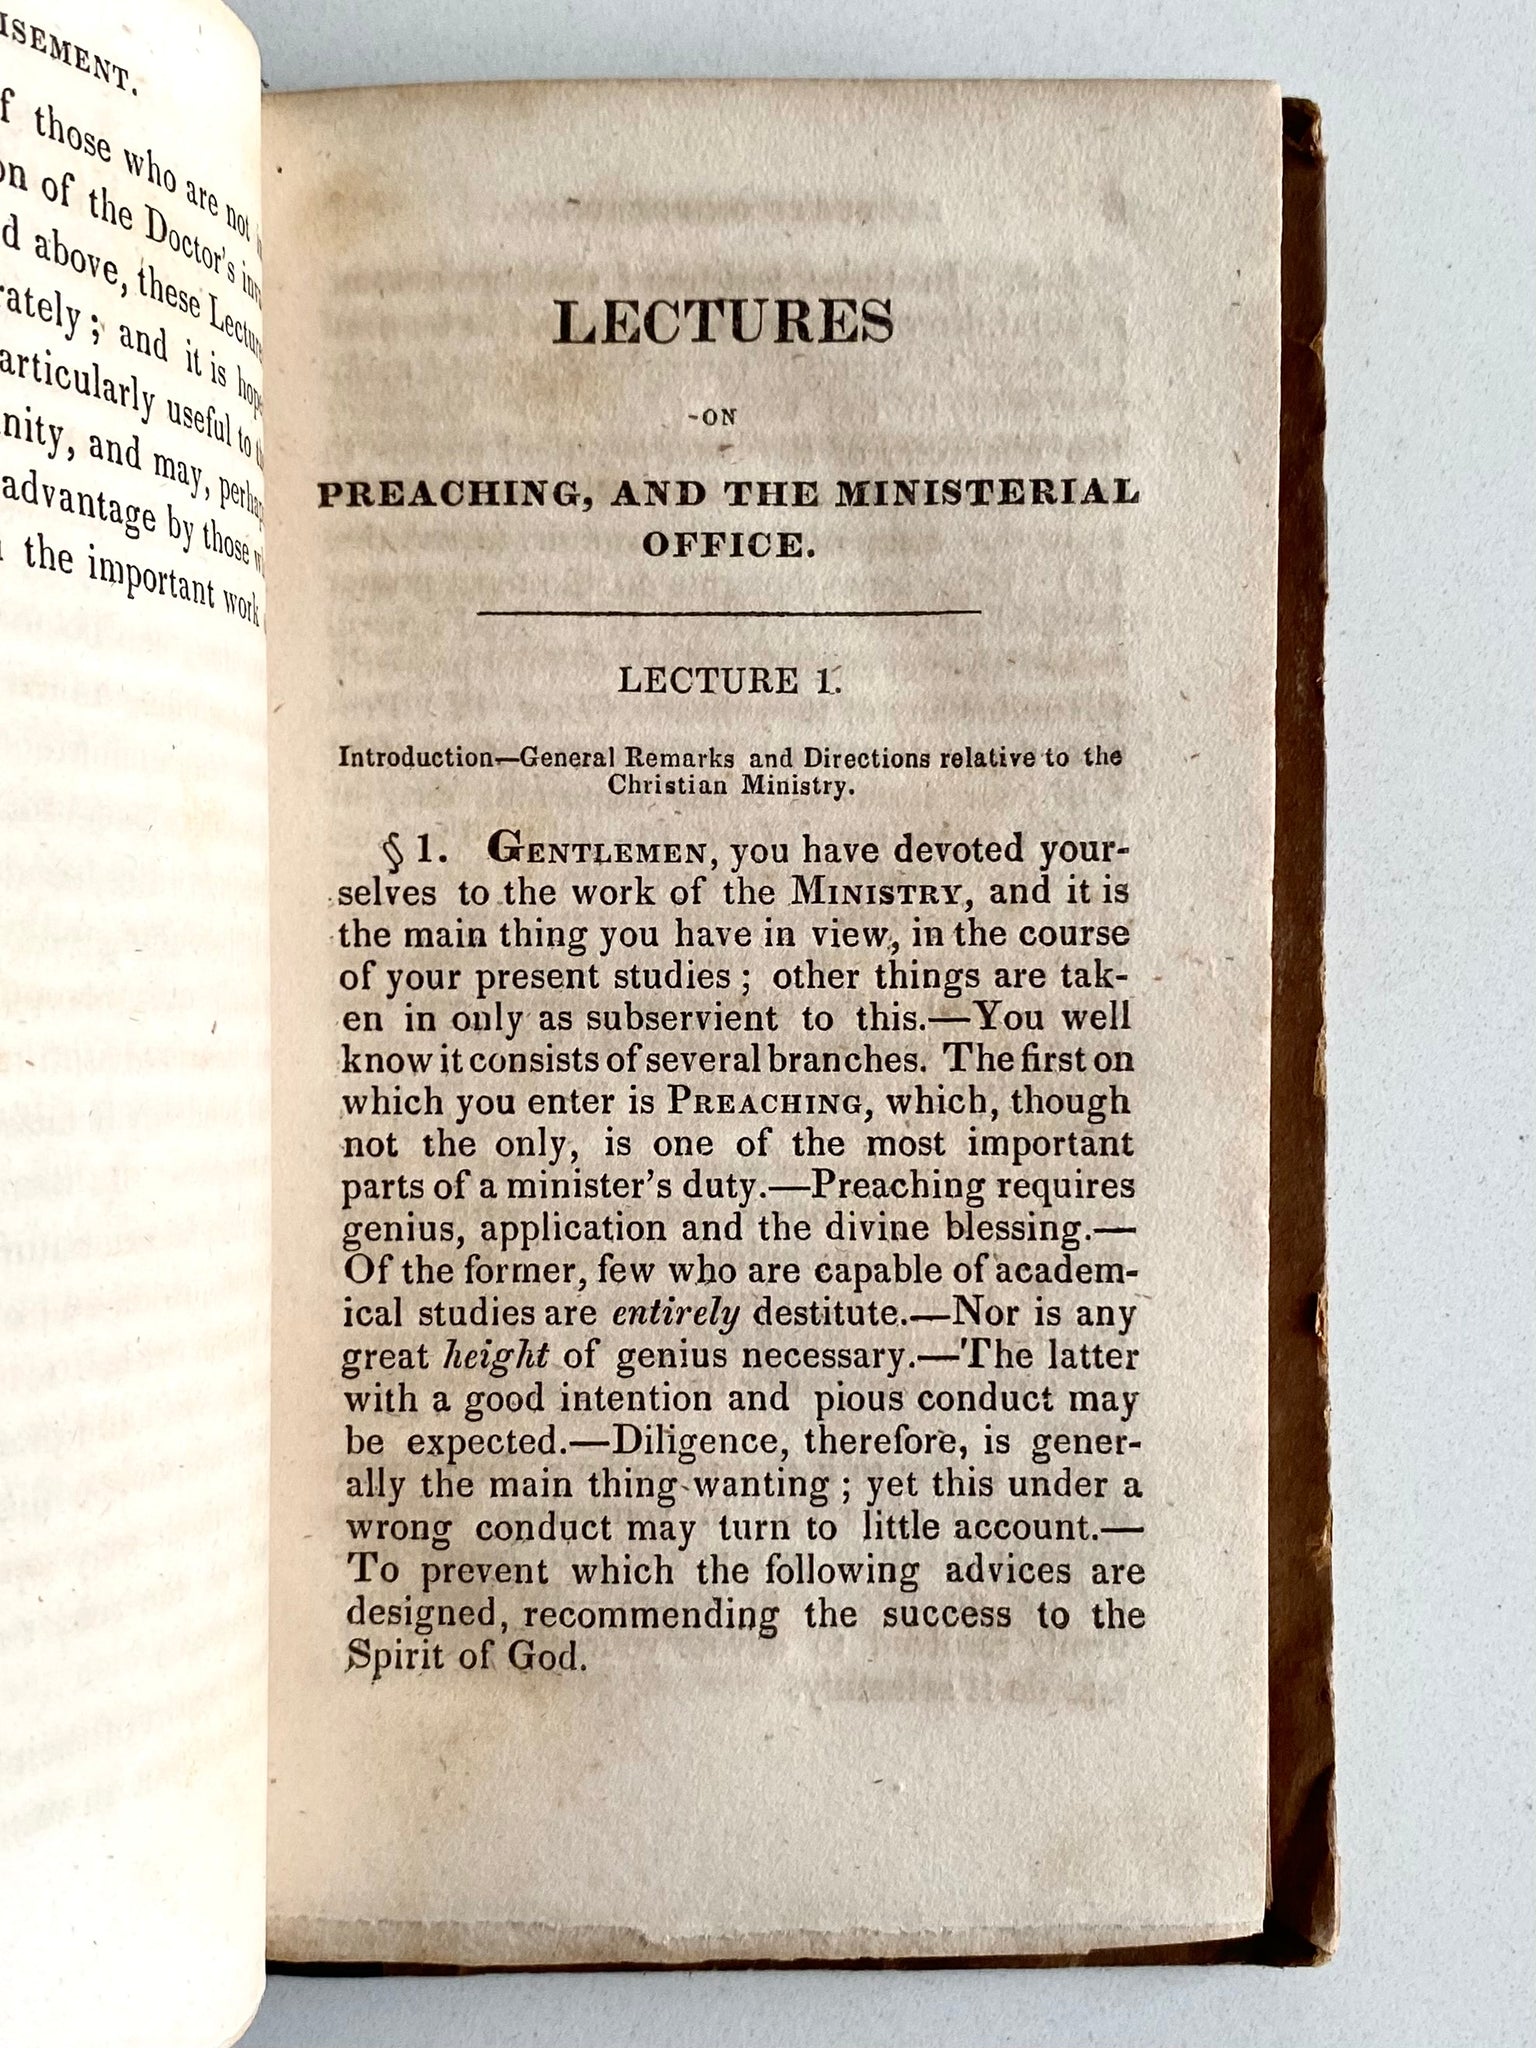 ISEMENT.
f those who are not
on of the Doctor's
d above, these
rately; and it is
articularly useful to
nity, and may,
advantage by those
the important work
LECTURES
-ON
PREACHING, AND THE MINISTERIAL
OFFICE.
LECTURE 1.
Introduction—General Remarks and Directions relative to the
Christian Ministry.
§ 1. GENTLEMEN, you have devoted your-
selves to the work of the MINISTRY, and it is
the main thing you have in view, in the course
of your present studies; other things are tak-
en in only as subservient to this.—You well
know it consists of several branches. The first on
which you enter is PREACHING, which, though
not the only, is one of the most important
parts of a minister's duty.—Preaching requires
genius, application and the divine blessing.—
Of the former, few who are capable of academ-
ical studies are entirely destitute.—Nor is any
great height of genius necessary.—The latter
with a good intention and pious conduct may
be expected.—Diligence, therefore, is gener-
ally the main thing wanting; yet this under a
wrong conduct may turn to little account.—
To prevent which the following advices are
designed, recommending the success to the
Spirit of God.